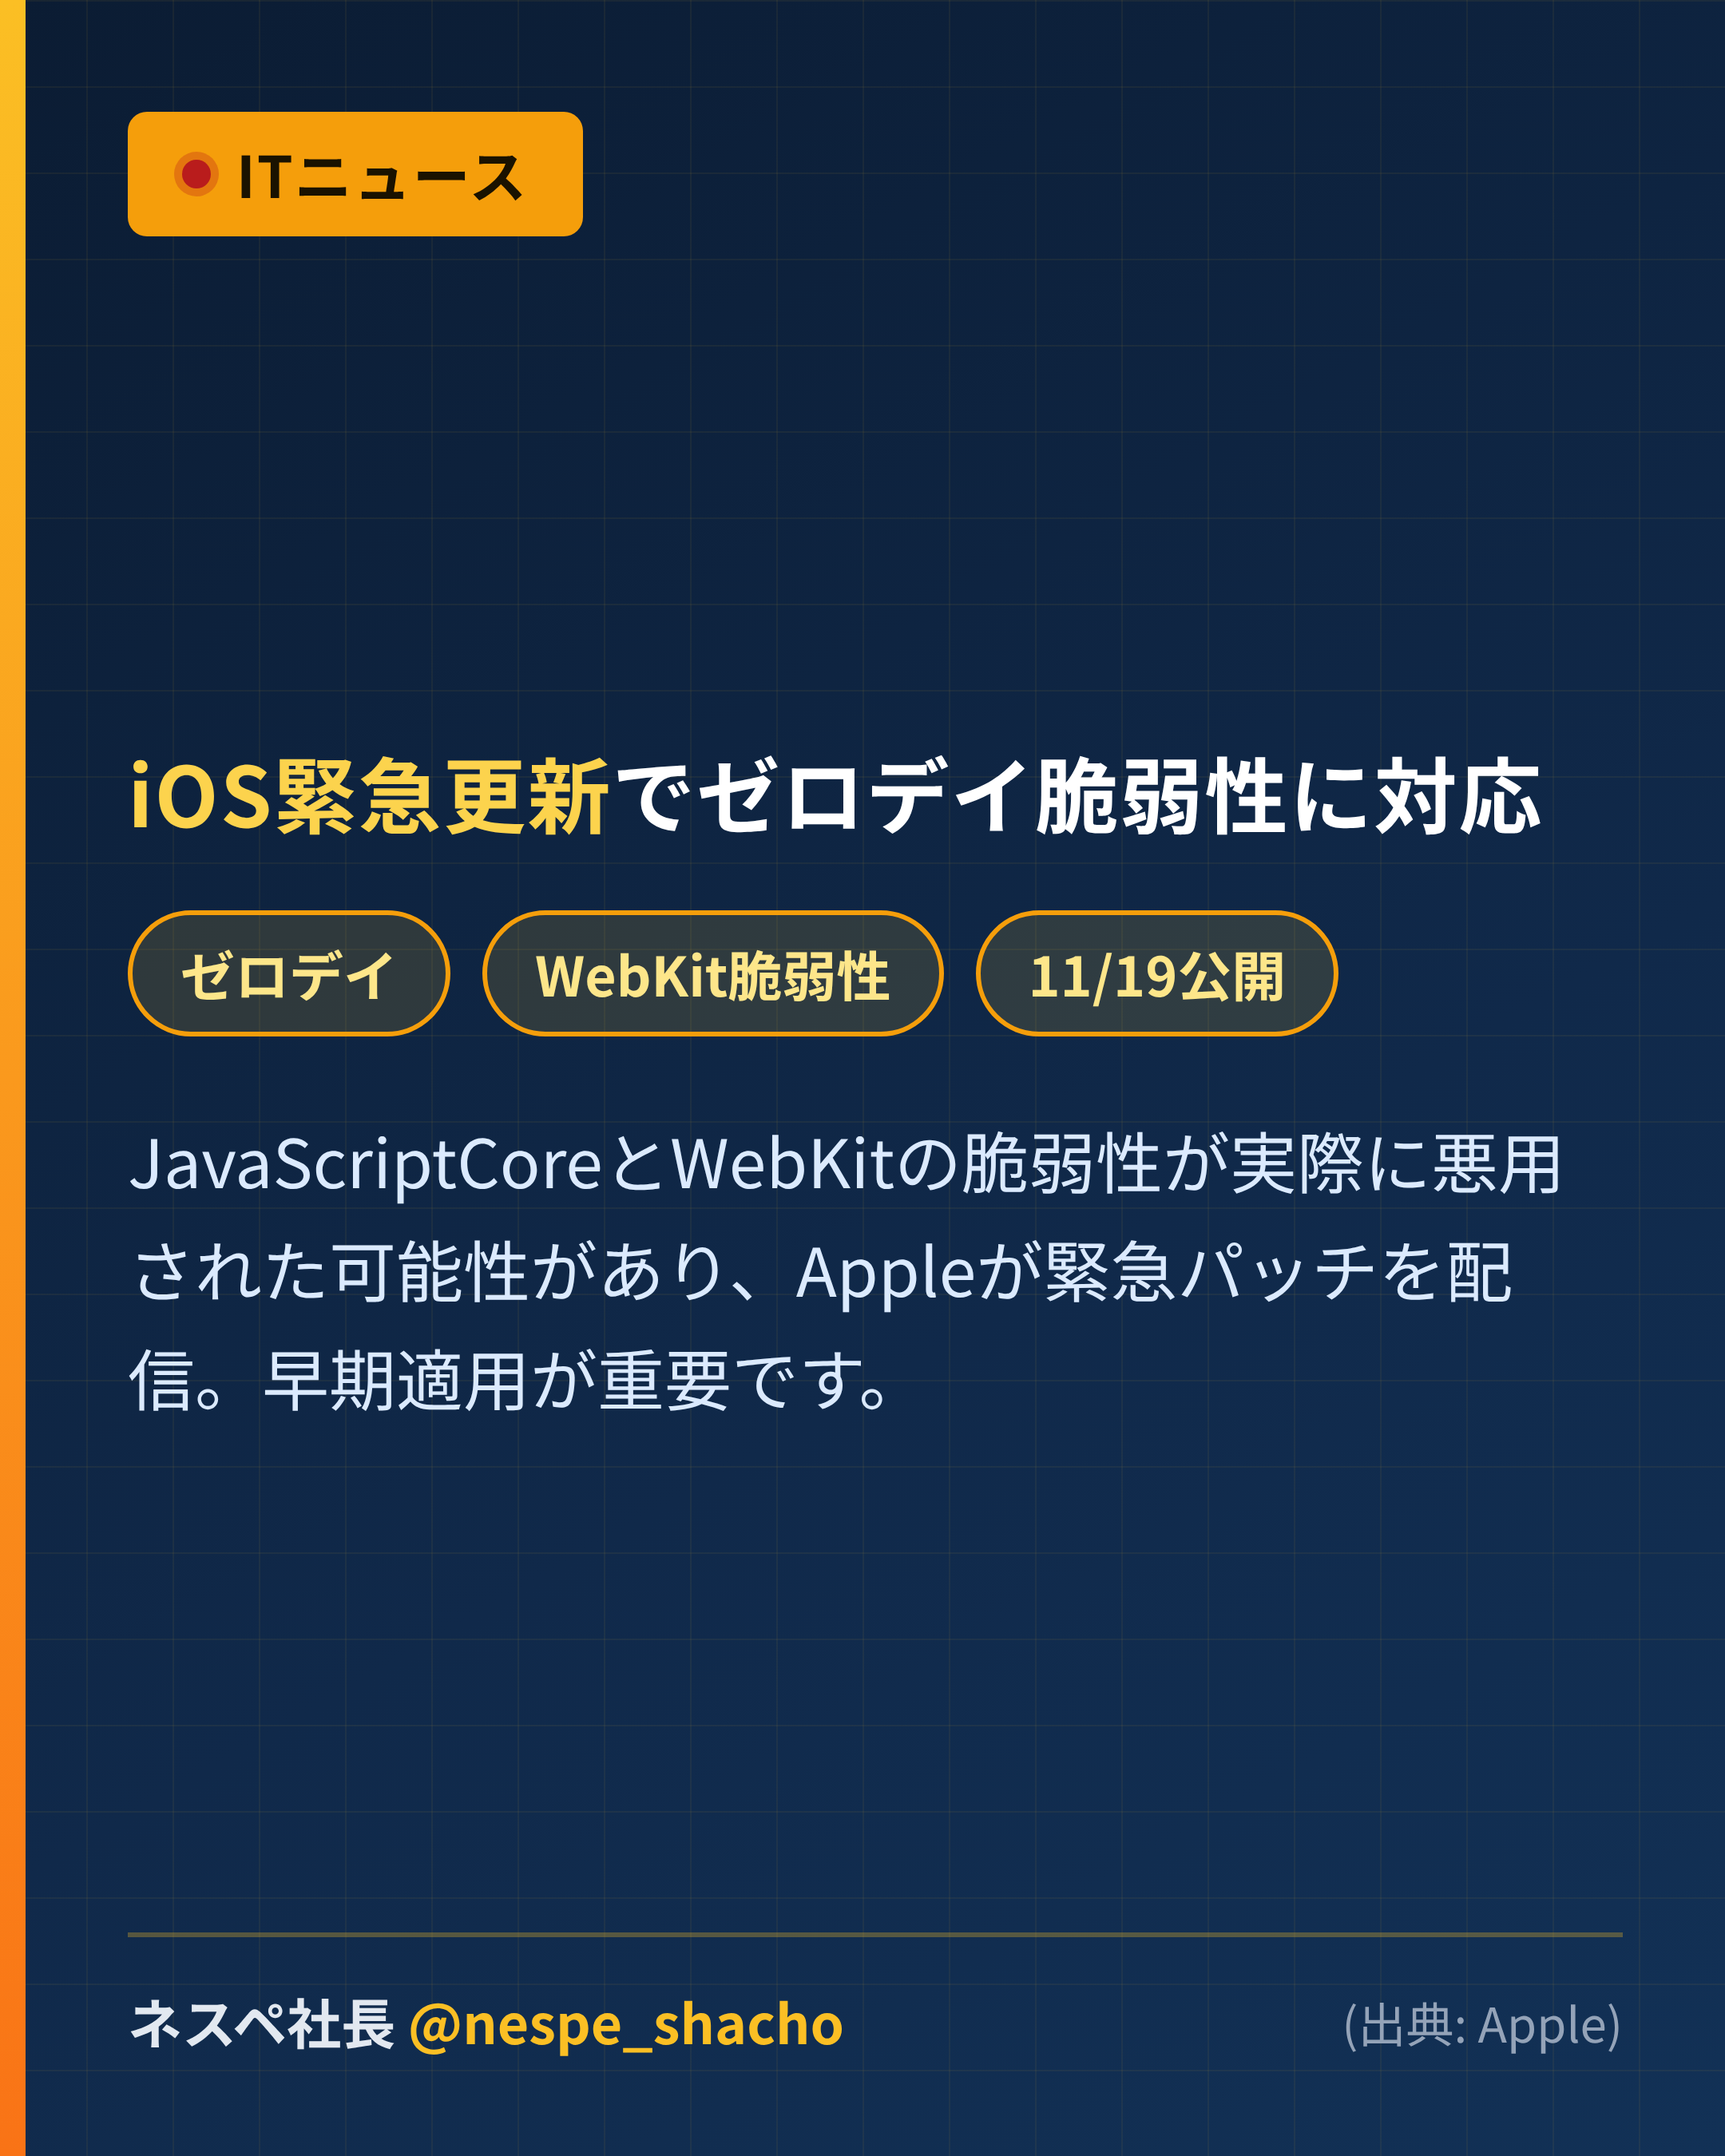 ITニュース
iOS緊急更新でゼロデイ脆弱性に対応
ゼロデイ WebKit脆弱性 11/19公開
JavaScriptCoreとWebKitの脆弱性が実際に悪用
された可能性があり、Appleが緊急パッチを配
信。早期適用が重要です。
ネスペ社長 @nespe_shacho (出典: Apple)